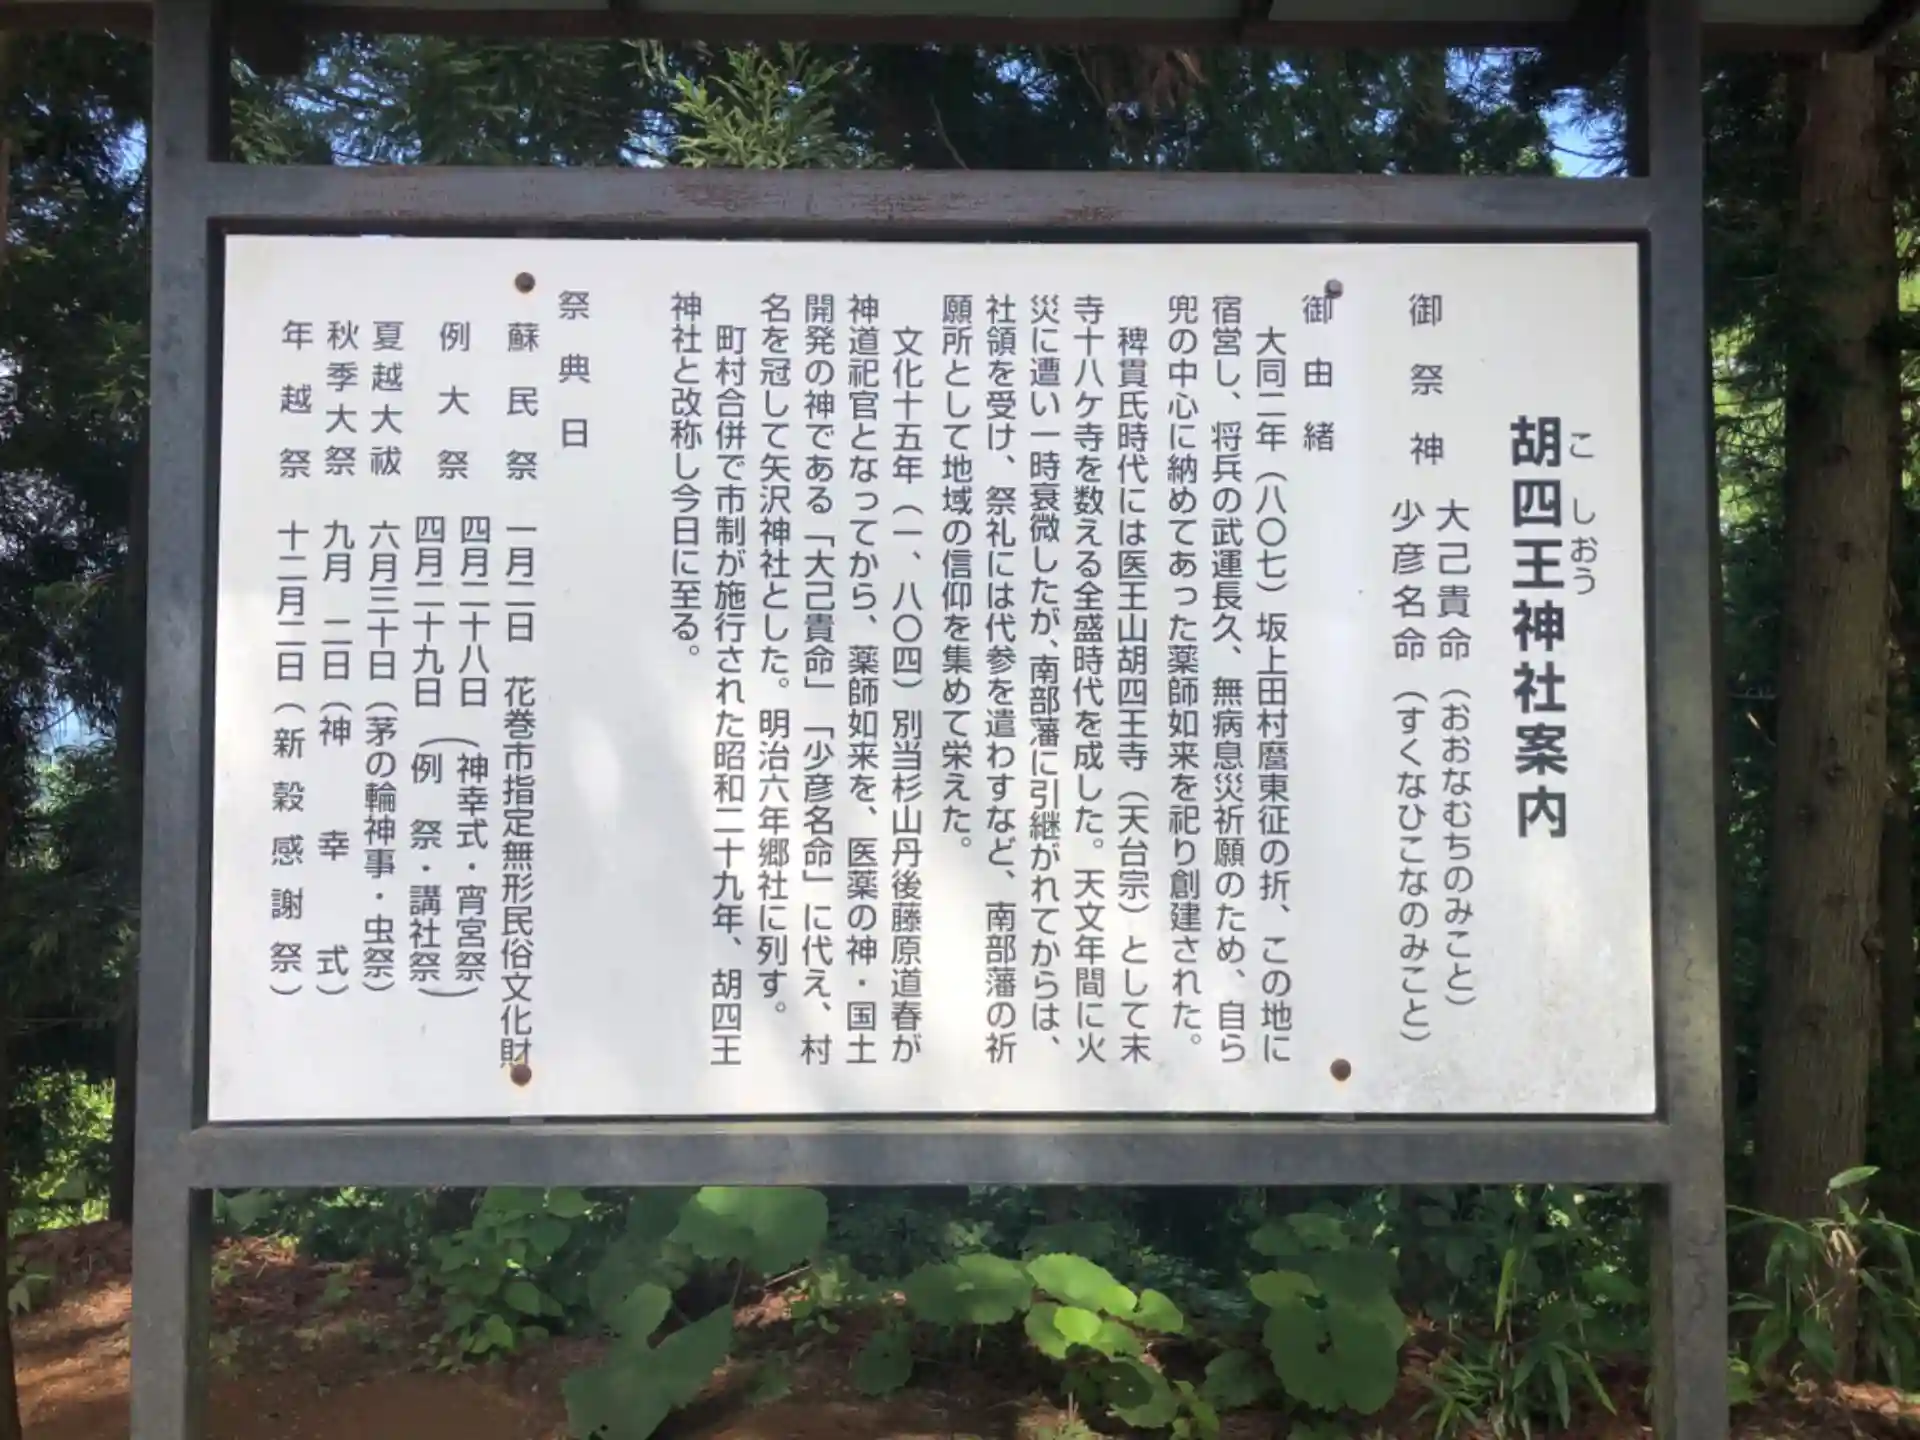 胡四王神社案内
こ しおう
御祭神
大己貴命（おおなむちのみこと）
少彦名命（すくなひこなのみこと）
御由緒
大同二年（八〇七）坂上田村麿東征の折、この地に
宿営し、将兵の武運長久、無病息災祈願のため、自ら
兜の中心に納めてあった薬師如来を祀り創建された。
稗貫氏時代には医王山胡四王寺（天台宗）として末
寺十八ケ寺を数える全盛時代を成した。天文年間に火
災に遭い一時衰微したが、南部藩に引継がれてからは、
社領を受け、祭礼には代参を遣わすなど、南部藩の祈
願所として地域の信仰を集めて栄えた。
文化十五年（一、八〇四）別当杉山丹後藤原道春が
神道祀官となってから、薬師如来を、医薬の神・国土
開発の神である「大己貴命」「少彦名命」に代え、村
名を冠して矢沢神社とした。明治六年郷社に列す。
町村合併で市制が施行された昭和二十九年、胡四王
神社と改称し今日に至る。
祭典日
蘇民祭 一月二日 花巻市指定無形民俗文化財
例大祭 四月二十八日（神幸式・宵宮祭）
四月二十九日（例祭・講社祭）
夏越大祓 六月三十日（茅の輪神事・虫祭）
秋季大祭 九月二日（神幸式）
年越祭 十二月二日（新穀感謝祭）